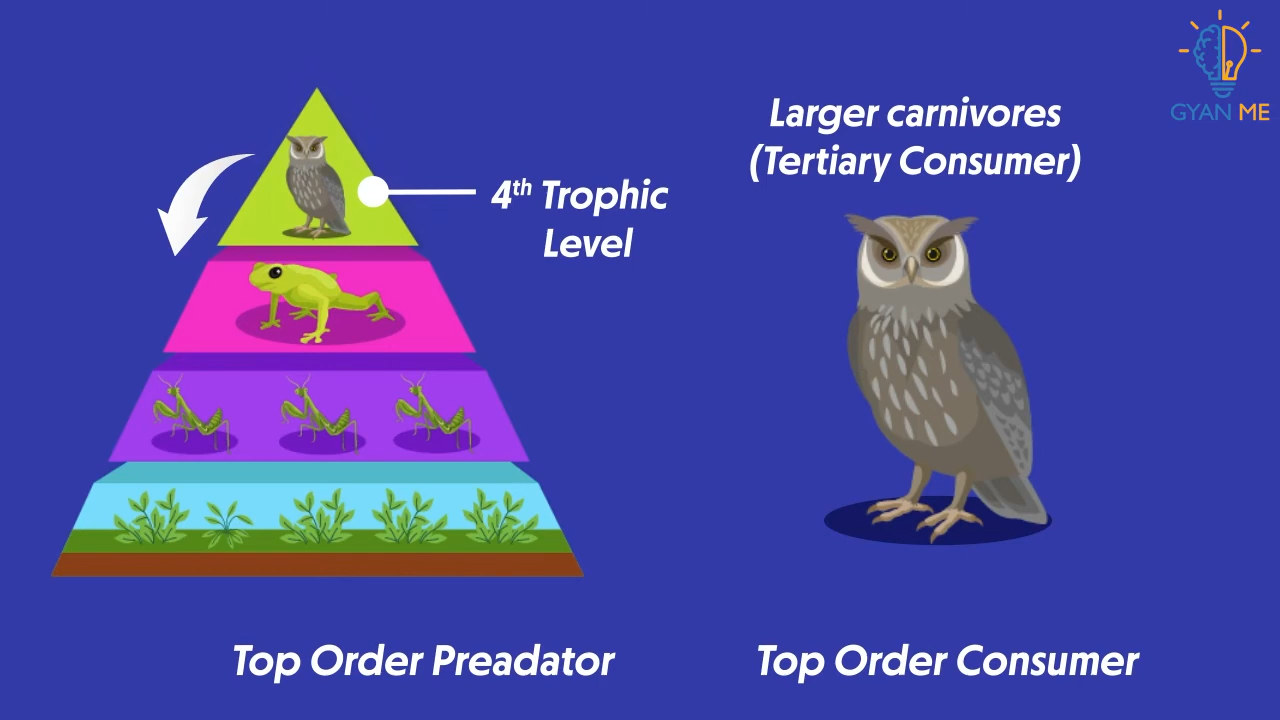 GYAN ME
Larger carnivores
(Tertiary Consumer)
4th Trophic
Level
Top Order Preadator
Top Order Consumer